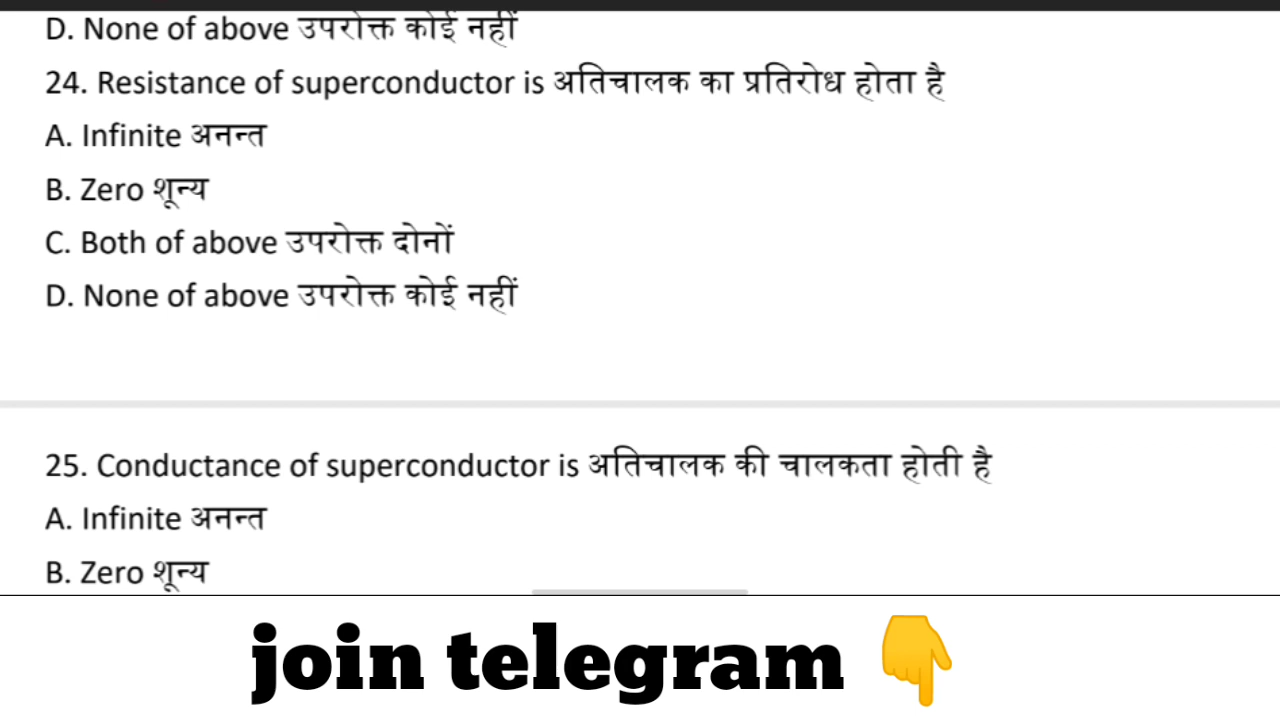 D. None of above उपरोक्त कोई नहीं
24. Resistance of superconductor is अतिचालक का प्रतिरोध होता है
A. Infinite अनन्त
B. Zero शून्य
C. Both of above उपरोक्त दोनों
D. None of above उपरोक्त कोई नहीं
25. Conductance of superconductor is अतिचालक की चालकता होती है
A. Infinite अनन्त
B. Zero शून्य
join telegram 👇